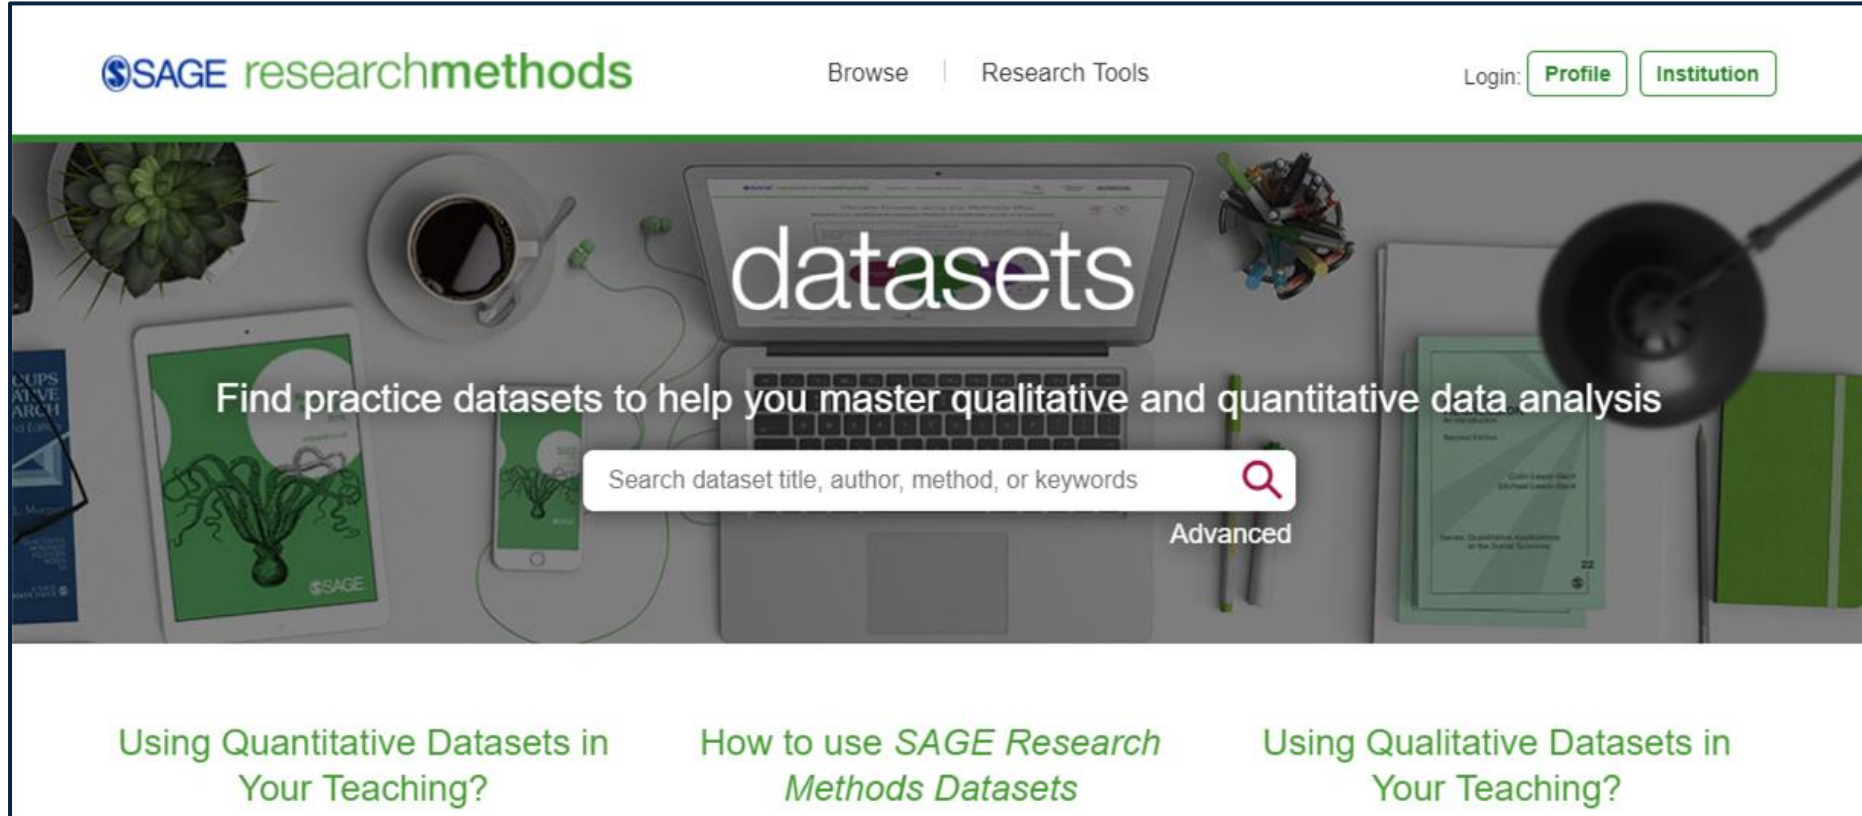 SAGE researchmethods
Browse
Research Tools
Login:
Profile
Institution
datasets
Find practice datasets to help you master qualitative and quantitative data analysis
Search dataset title, author, method, or keywords
Advanced
SAGE
22
Using Quantitative Datasets in
Your Teaching?
How to use SAGE Research
Methods Datasets
Using Qualitative Datasets in
Your Teaching?